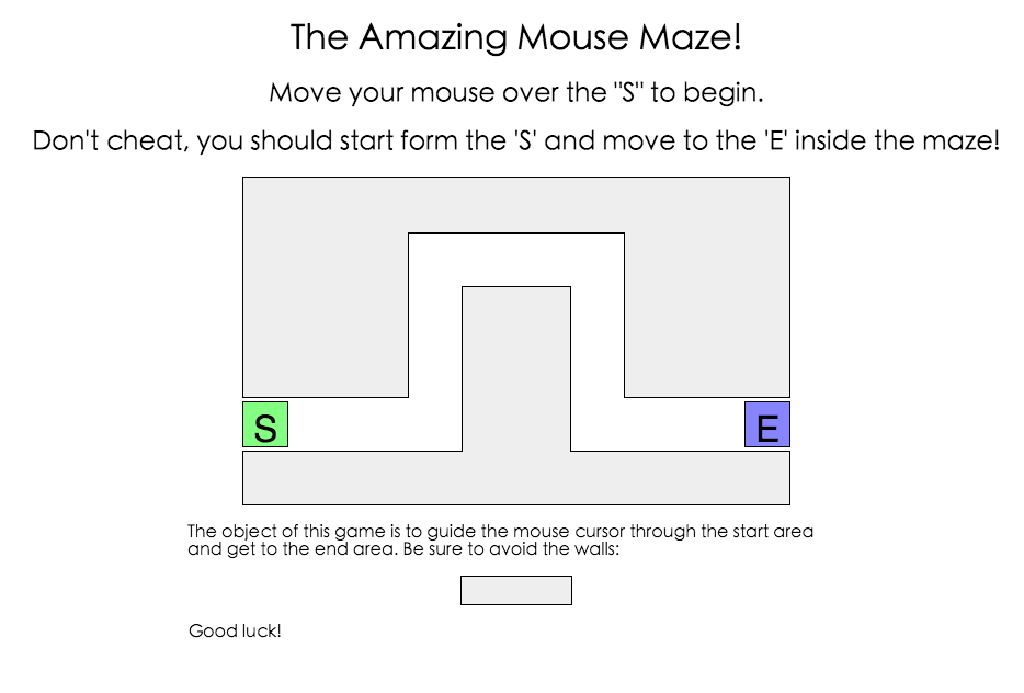 The Amazing Mouse Maze!
Move your mouse over the "S" to begin.
Don't cheat, you should start form the 'S' and move to the 'E' inside the maze!
S
E
The object of this game is to guide the mouse cursor through the start area
and get to the end area. Be sure to avoid the walls:
Good luck!